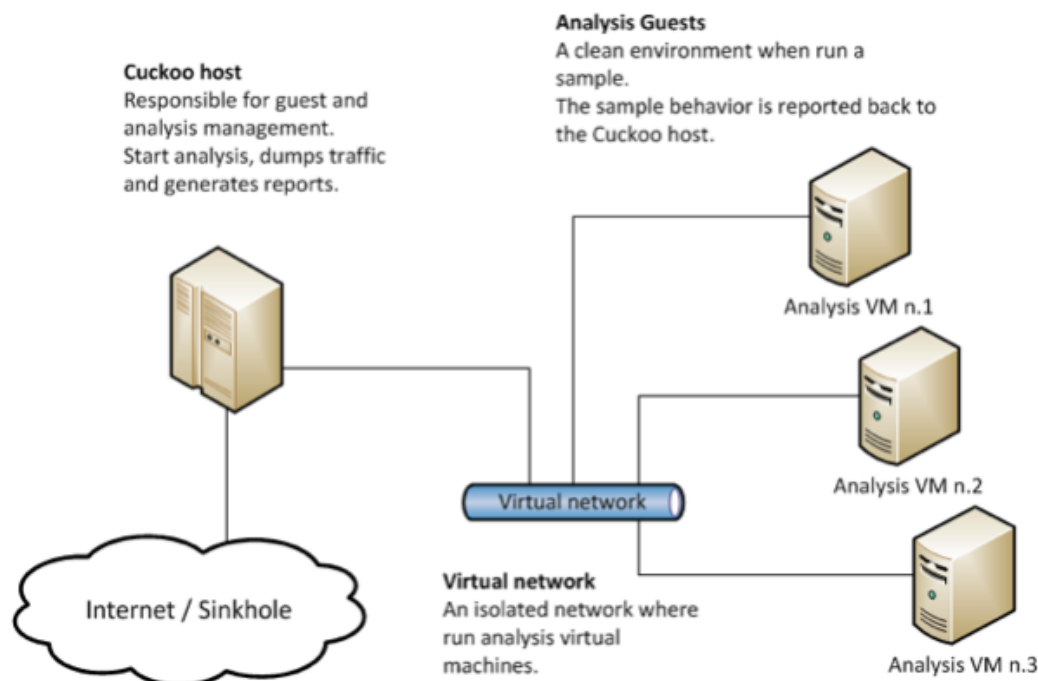 Cuckoo host
Responsible for guest and
analysis management.
Start analysis, dumps traffic
and generates reports.
Analysis Guests
A clean environment when run a
sample.
The sample behavior is reported back to
the Cuckoo host.
Analysis VM n.1
Analysis VM n.2
Virtual network
Internet / Sinkhole
Virtual network
An isolated network where
run analysis virtual
machines.
Analysis VM n.3